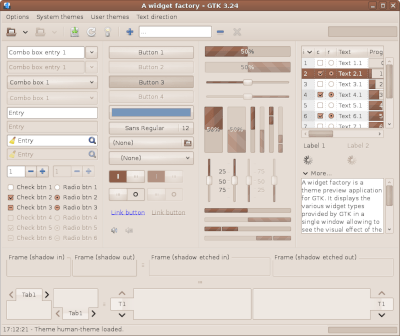 A widget factory – GTK 3.24
Options System themes User themes Text direction
Combo box entry 1
Combo box entry 1
Combo box 1
Combo box 1
Entry
Entry
Entry
Entry
1 1
Check btn 1 Radio btn 1
Check btn 2 Radio btn 2
Check btn 3 Radio btn 3
Check btn 4 Radio btn 4
Check btn 5 Radio btn 5
Check btn 6 Radio btn 6
Button 1
Button 2
Button 3
Button 4
Sans Regular 12
(None)
(None)
Link button Link button
50%
50%
50% 50%
25 25
50 50
75 75
Text Prog
1 Text 1.1
2 Text 2.1
3 Text 3.1
4 Text 4.1
5 Text 5.1
6 Text 6.1
7 Text 7.1
Label 1 Label 2
More...
A widget factory is a
theme preview application
for GTK. It displays the
various widget types
provided by GTK in a
single window allowing to
see the visual effect of the
Frame (shadow in) Frame (shadow out) Frame (shadow etched in) Frame (shadow etched out)
Tab1
Tab1
T1 T1
17:12:21 - Theme human-theme loaded.